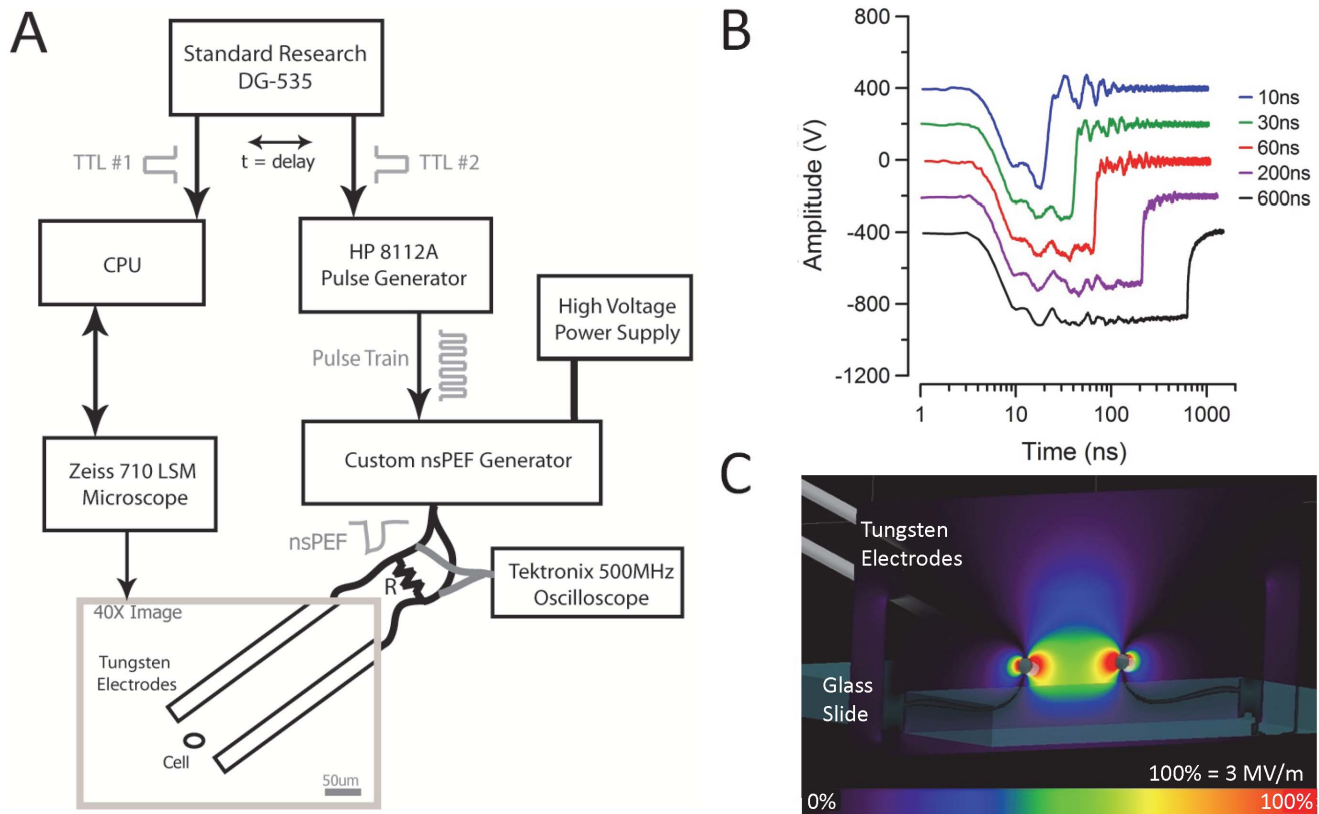 A
Standard Research
DG-535
TTL #1
t = delay
TTL #2
CPU
HP 8112A
Pulse Generator
High Voltage
Power Supply
Pulse Train
Zeiss 710 LSM
Microscope
Custom nsPEF Generator
nsPEF
R
Tektronix 500MHz
Oscilloscope
40X Image
Tungsten
Electrodes
Cell
50um
B
800
400
0
-400
-800
-1200
Amplitude (V)
1
10
100
1000
Time (ns)
10ns
30ns
60ns
200ns
600ns
C
Tungsten
Electrodes
Glass
Slide
100% = 3 MV/m
0%
100%